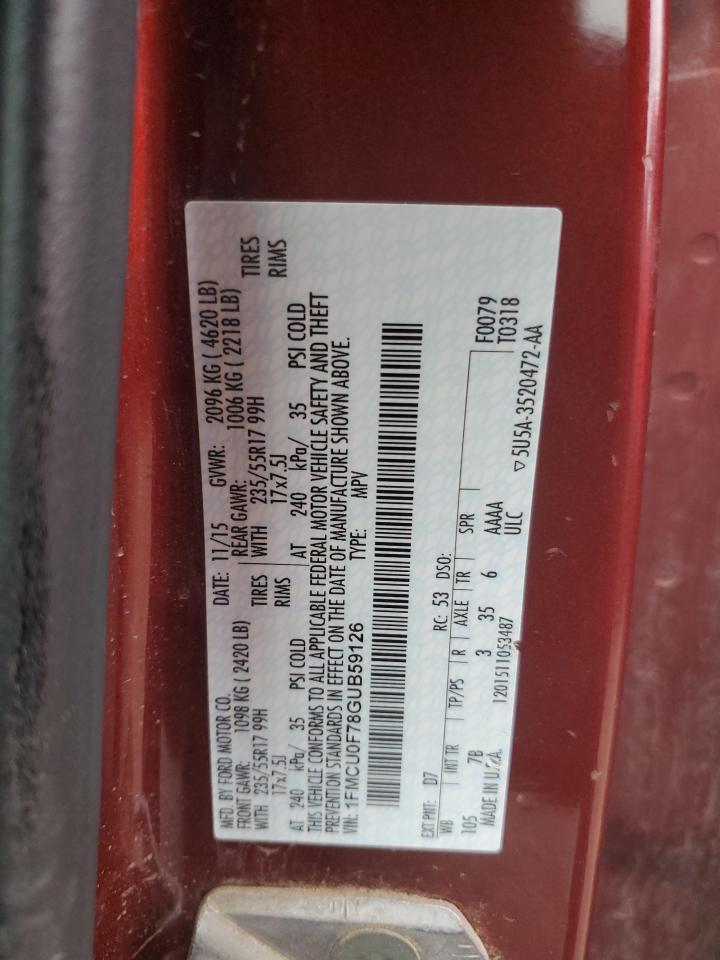 MFD. BY FORD MOTOR CO. DATE: 11/15 GVWR: 2096 KG ( 4620 LB)
FRONT GAWR: 1098 KG ( 2420 LB) REAR GAWR: 1006 KG ( 2218 LB)
WITH 235/55R17 99H TIRES WITH 235/55R17 99H TIRES
17x7.5J RIMS 17x7.5J RIMS
AT 240 kPa/ 35 PSI COLD AT 240 kPa/ 35 PSI COLD
THIS VEHICLE CONFORMS TO ALL APPLICABLE FEDERAL MOTOR VEHICLE SAFETY AND THEFT
PREVENTION STANDARDS IN EFFECT ON THE DATE OF MANUFACTURE SHOWN ABOVE.
VIN: 1FMCU0F78GUB59126 TYPE: MPV
EXT PNT: D7 RC: 53 DSO:
WB INT TR TP/PS R AXLE TR SPR F0079
105 7B 3 35 6 AAAA T0318
MADE IN U.S.A. 1201511053487 ULC ▽5U5A-3520472-AA